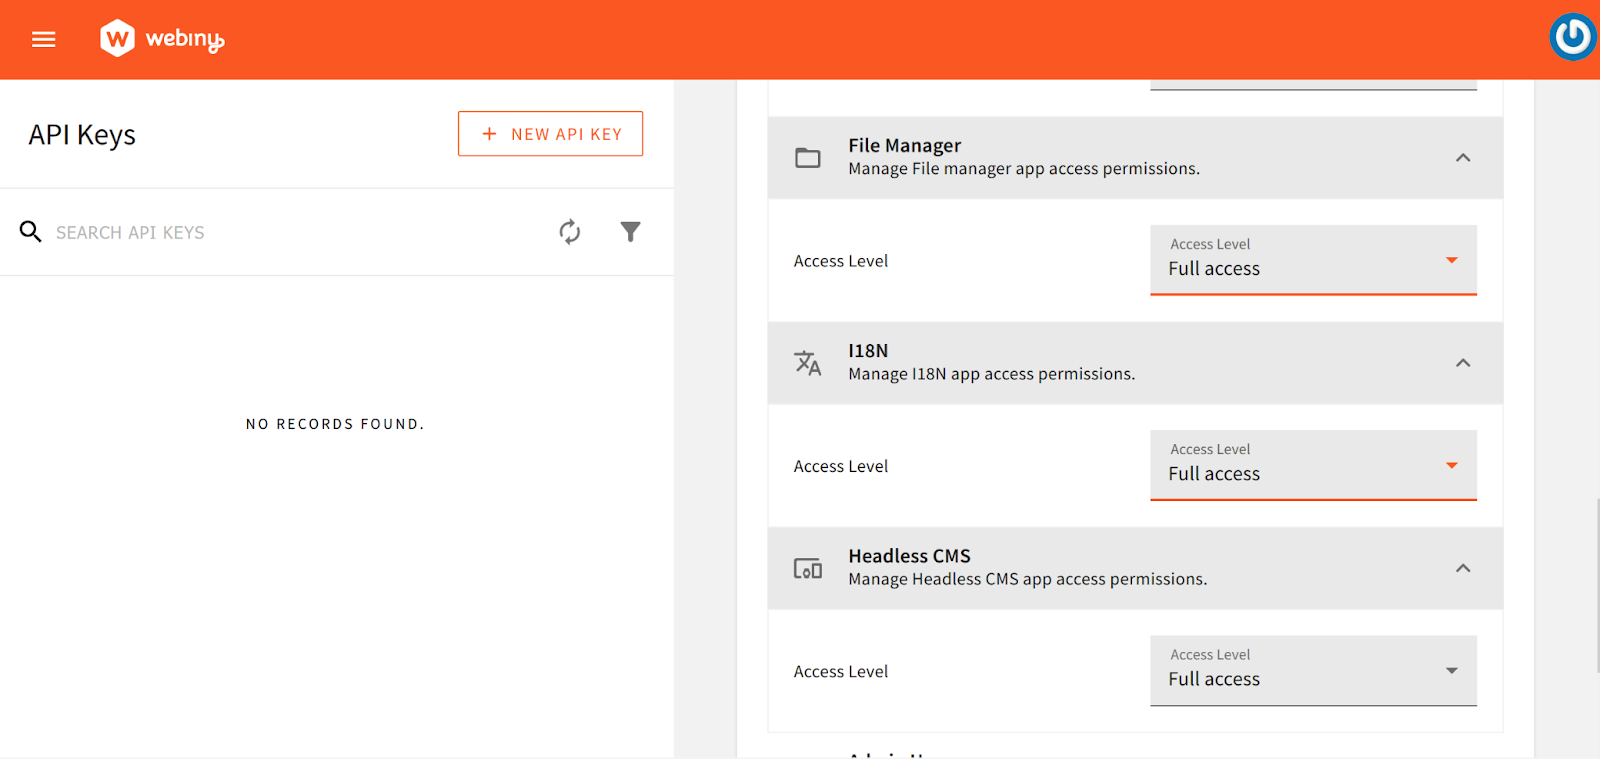 webiny
API Keys
+ NEW API KEY
SEARCH API KEYS
NO RECORDS FOUND.
File Manager
Manage File manager app access permissions.
Access Level
Access Level
Full access
I18N
Manage I18N app access permissions.
Access Level
Access Level
Full access
Headless CMS
Manage Headless CMS app access permissions.
Access Level
Access Level
Full access